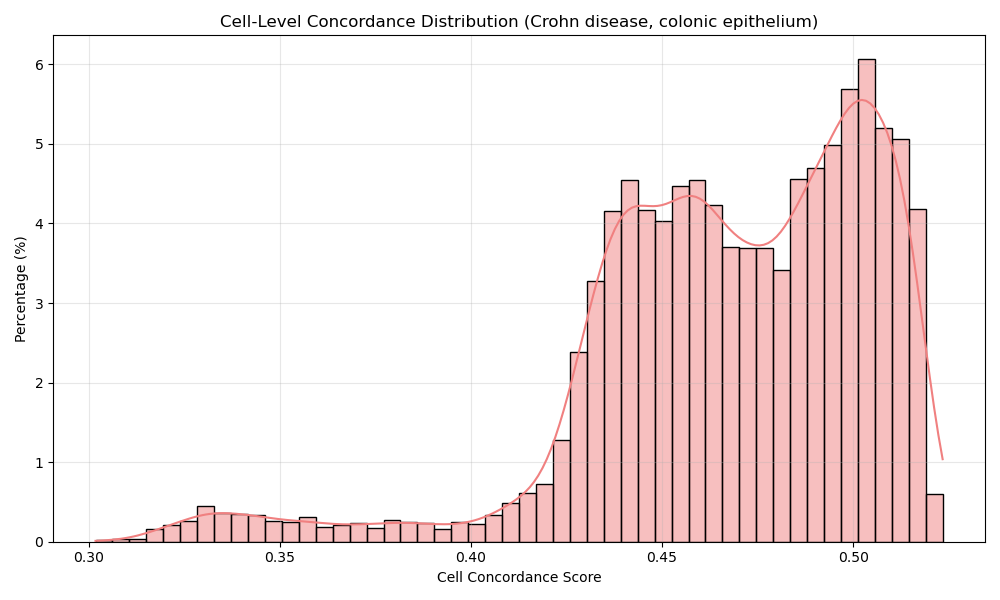 Cell-Level Concordance Distribution (Crohn disease, colonic epithelium)
Percentage (%)
6
5
4
3
2
1
0
0.30 0.35 0.40 0.45 0.50
Cell Concordance Score